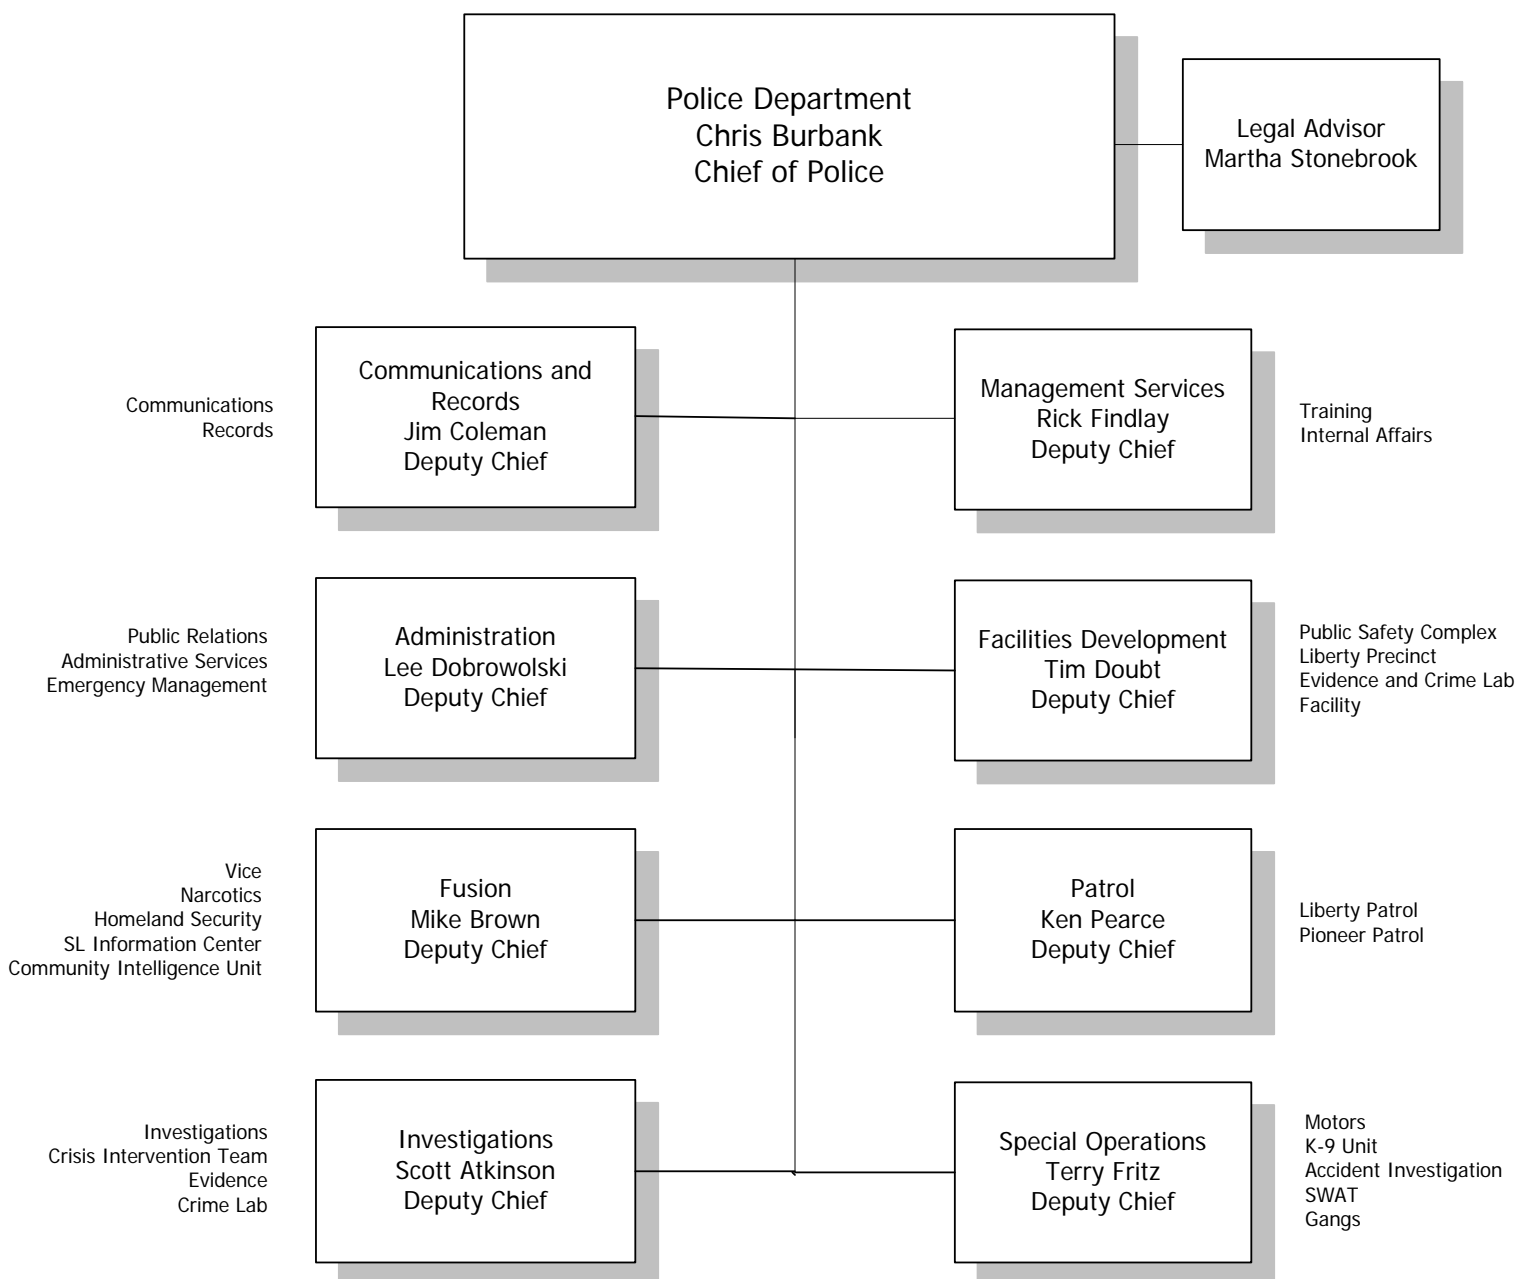 Police Department
Chris Burbank
Chief of Police
Legal Advisor
Martha Stonebrook
Communications
Records
Communications and
Records
Jim Coleman
Deputy Chief
Management Services
Rick Findlay
Deputy Chief
Training
Internal Affairs
Public Relations
Administrative Services
Emergency Management
Administration
Lee Dobrowolski
Deputy Chief
Facilities Development
Tim Doubt
Deputy Chief
Public Safety Complex
Liberty Precinct
Evidence and Crime Lab
Facility
Vice
Narcotics
Homeland Security
SL Information Center
Community Intelligence Unit
Fusion
Mike Brown
Deputy Chief
Patrol
Ken Pearce
Deputy Chief
Liberty Patrol
Pioneer Patrol
Investigations
Crisis Intervention Team
Evidence
Crime Lab
Investigations
Scott Atkinson
Deputy Chief
Special Operations
Terry Fritz
Deputy Chief
Motors
K-9 Unit
Accident Investigation
SWAT
Gangs